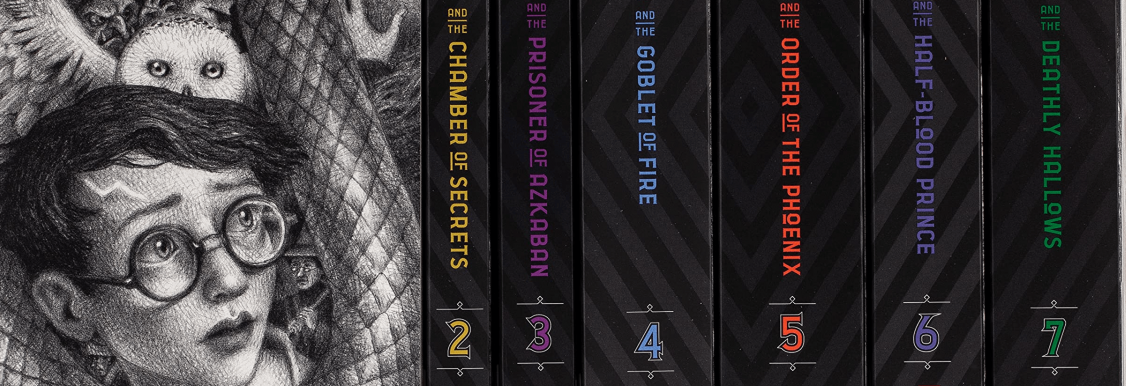 AND THE CHAMBER OF SECRETS
2
AND THE PRISONER OF AZKABAN
3
AND THE GOBLET OF FIRE
4
AND THE ORDER OF THE PHOENIX
5
AND THE HALF-BLOOD PRINCE
6
AND THE DEATHLY HALLOWS
7